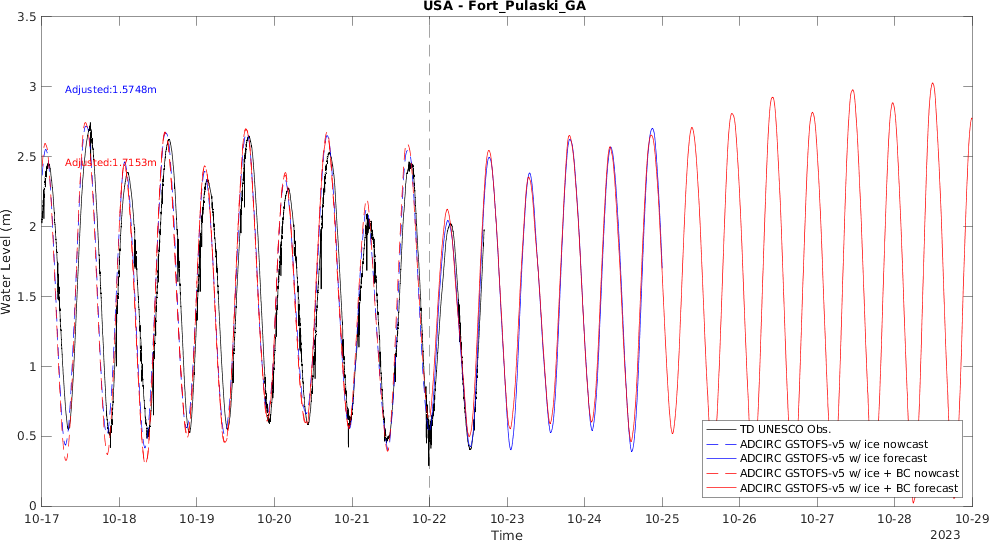 USA - Fort_Pulaski_GA
3.5
3
2.5
2
1.5
1
0.5
0
Water Level (m)
Adjusted:1.5748m
Adjusted:1.7153m
TD UNESCO Obs.
ADCIRC GSTOFS-v5 w/ ice nowcast
ADCIRC GSTOFS-v5 w/ ice forecast
ADCIRC GSTOFS-v5 w/ ice + BC nowcast
ADCIRC GSTOFS-v5 w/ ice + BC forecast
10-17 10-18 10-19 10-20 10-21 10-22 10-23 10-24 10-25 10-26 10-27 10-28 10-29
Time
2023